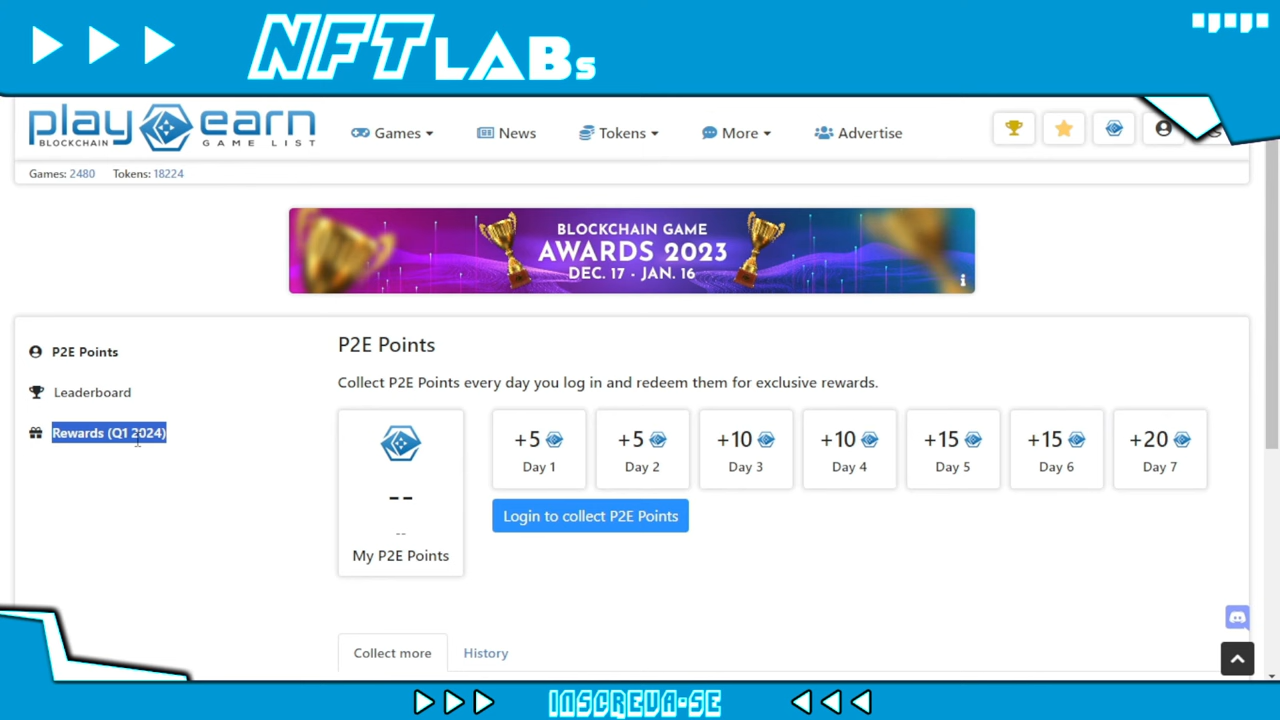 NFT LABs
play earn
BLOCKCHAIN GAME LIST
Games
News
Tokens
More
Advertise
Games: 2480 Tokens: 18224
BLOCKCHAIN GAME
AWARDS 2023
DEC. 17 - JAN. 16
P2E Points
Leaderboard
Rewards (Q1 2024)
P2E Points
Collect P2E Points every day you log in and redeem them for exclusive rewards.
--
--
My P2E Points
+5
Day 1
+5
Day 2
+10
Day 3
+10
Day 4
+15
Day 5
+15
Day 6
+20
Day 7
Login to collect P2E Points
Collect more
History
INSCREVA-SE